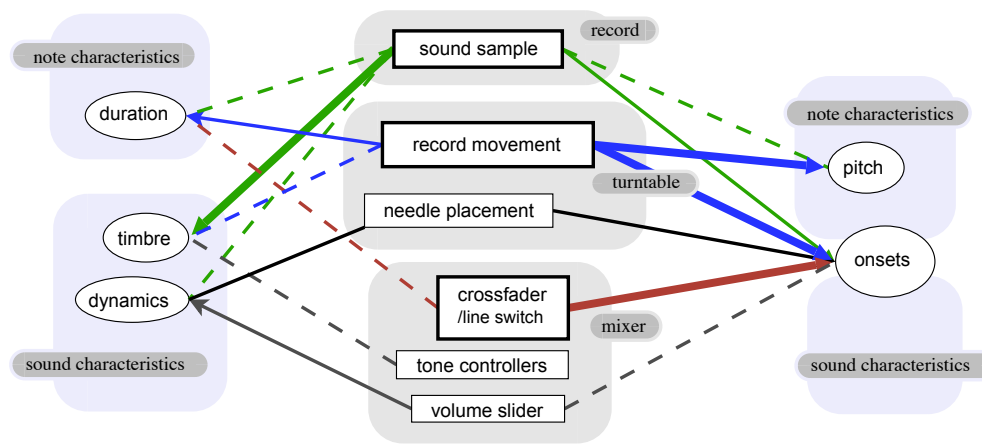 sound sample
record
note characteristics
duration
record movement
note characteristics
turntable
pitch
needle placement
timbre
onsets
dynamics
crossfader
/line switch
mixer
sound characteristics
tone controllers
sound characteristics
volume slider